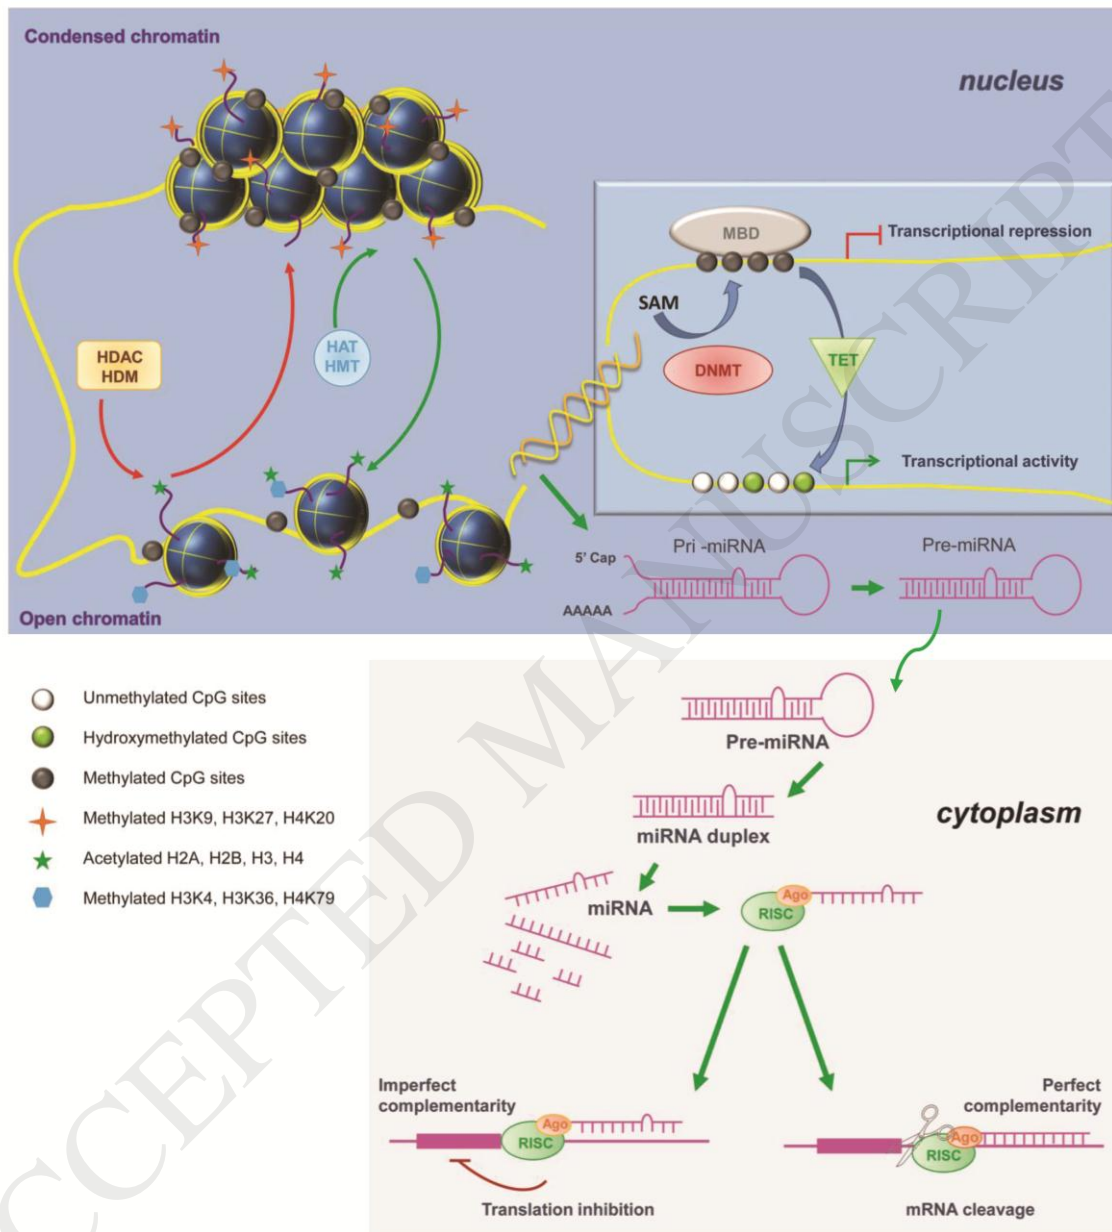 Condensed chromatin
nucleus
MBD
Transcriptional repression
SAM
HDAC
HDM
HAT
HMT
DNMT
TET
Transcriptional activity
5' Cap
Pri -miRNA
Pre-miRNA
AAAAA
Open chromatin
Unmethylated CpG sites
Hydroxymethylated CpG sites
Methylated CpG sites
Methylated H3K9, H3K27, H4K20
Acetylated H2A, H2B, H3, H4
Methylated H3K4, H3K36, H4K79
Pre-miRNA
miRNA duplex
cytoplasm
miRNA
Ago
RISC
Imperfect
complementarity
Ago
RISC
Translation inhibition
Perfect
complementarity
Ago
RISC
mRNA cleavage
CCEPTED MANUSCRIPT